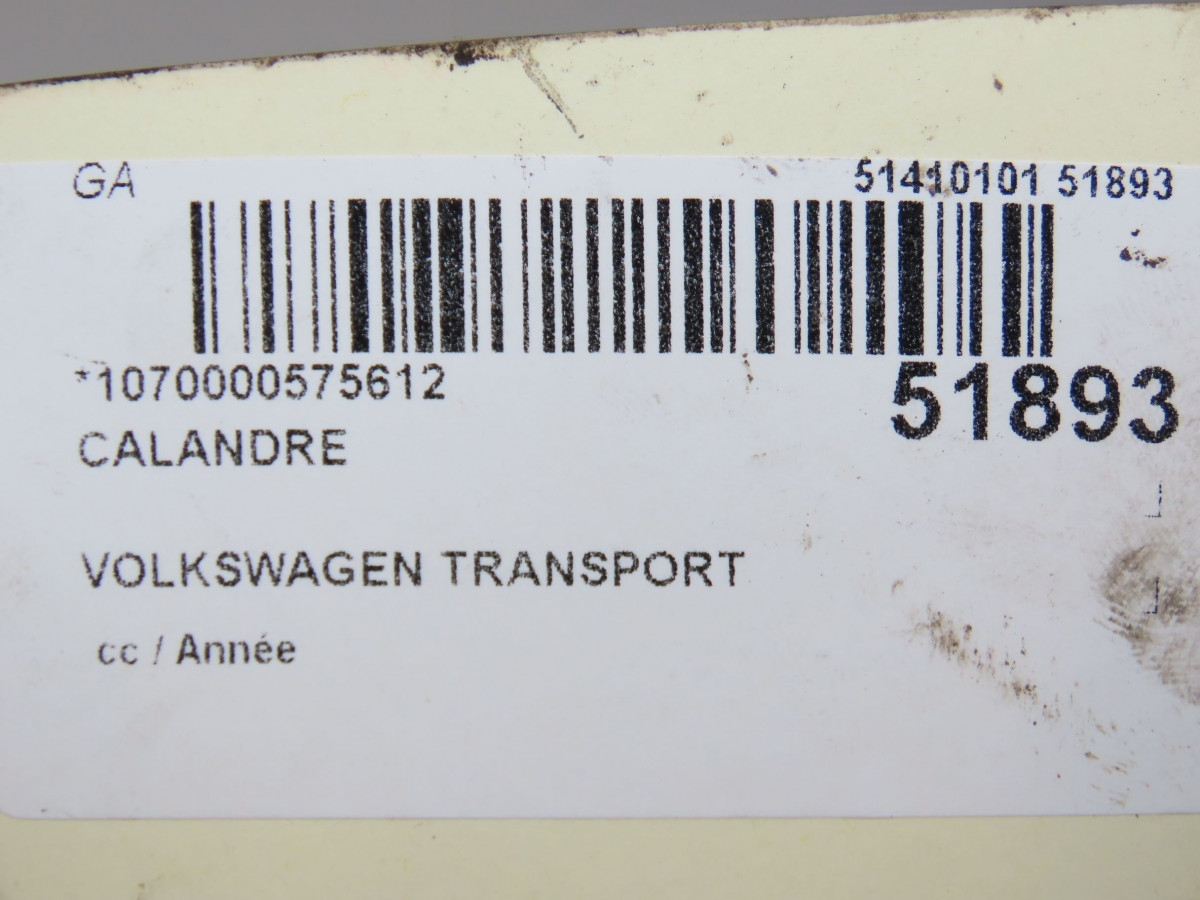 GA
51410101 51893
*1070000575612
51893
CALANDRE
VOLKSWAGEN TRANSPORT
cc / Année